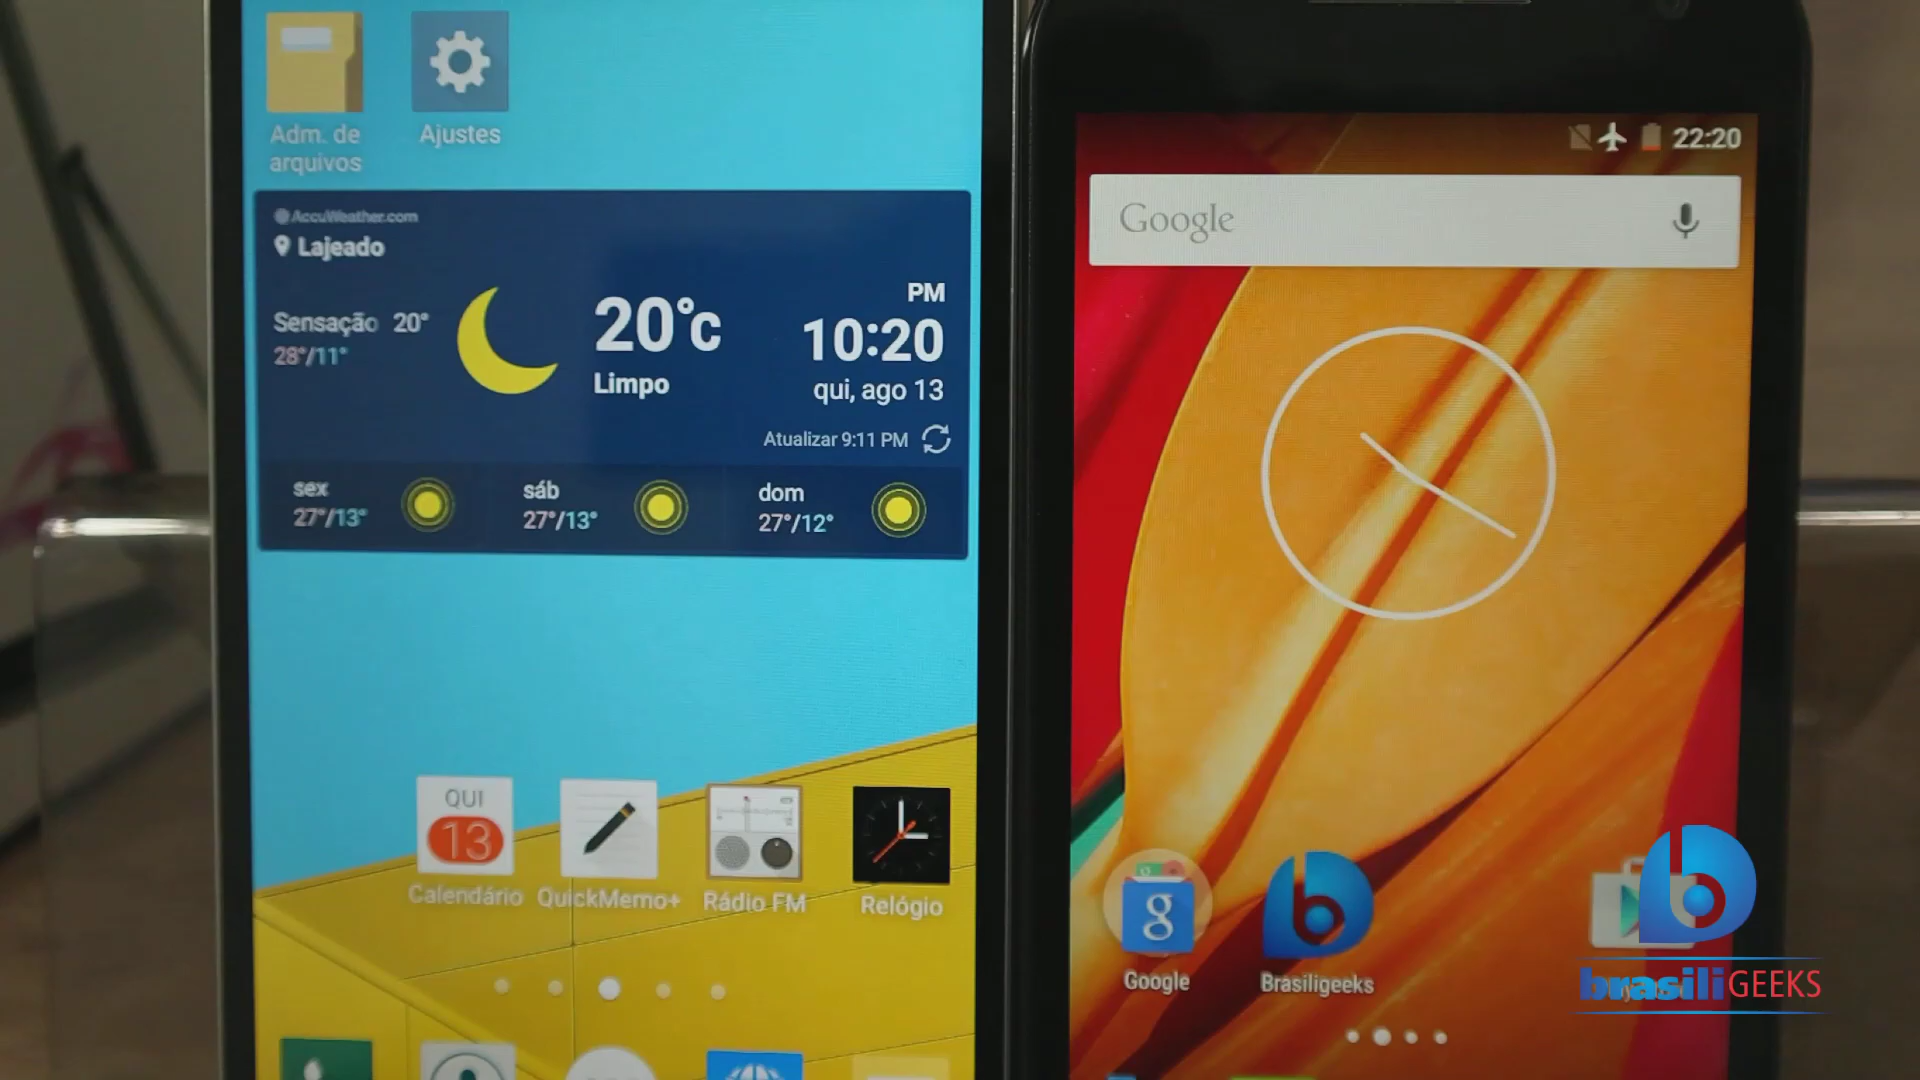 Adm. de
arquivos
Ajustes
AccuWeather.com
Lajeado
Sensação 20°
28°/11°
20°C
Limpo
PM
10:20
qui, ago 13
Atualizar 9:11 PM
sex
27°/13°
sáb
27°/13°
dom
27°/12°
QUI
13
Calendário
QuickMemo+
Rádio FM
Relógio
22:20
Google
g
Google
b
Brasiligeeks
b
brasiliGEEKS